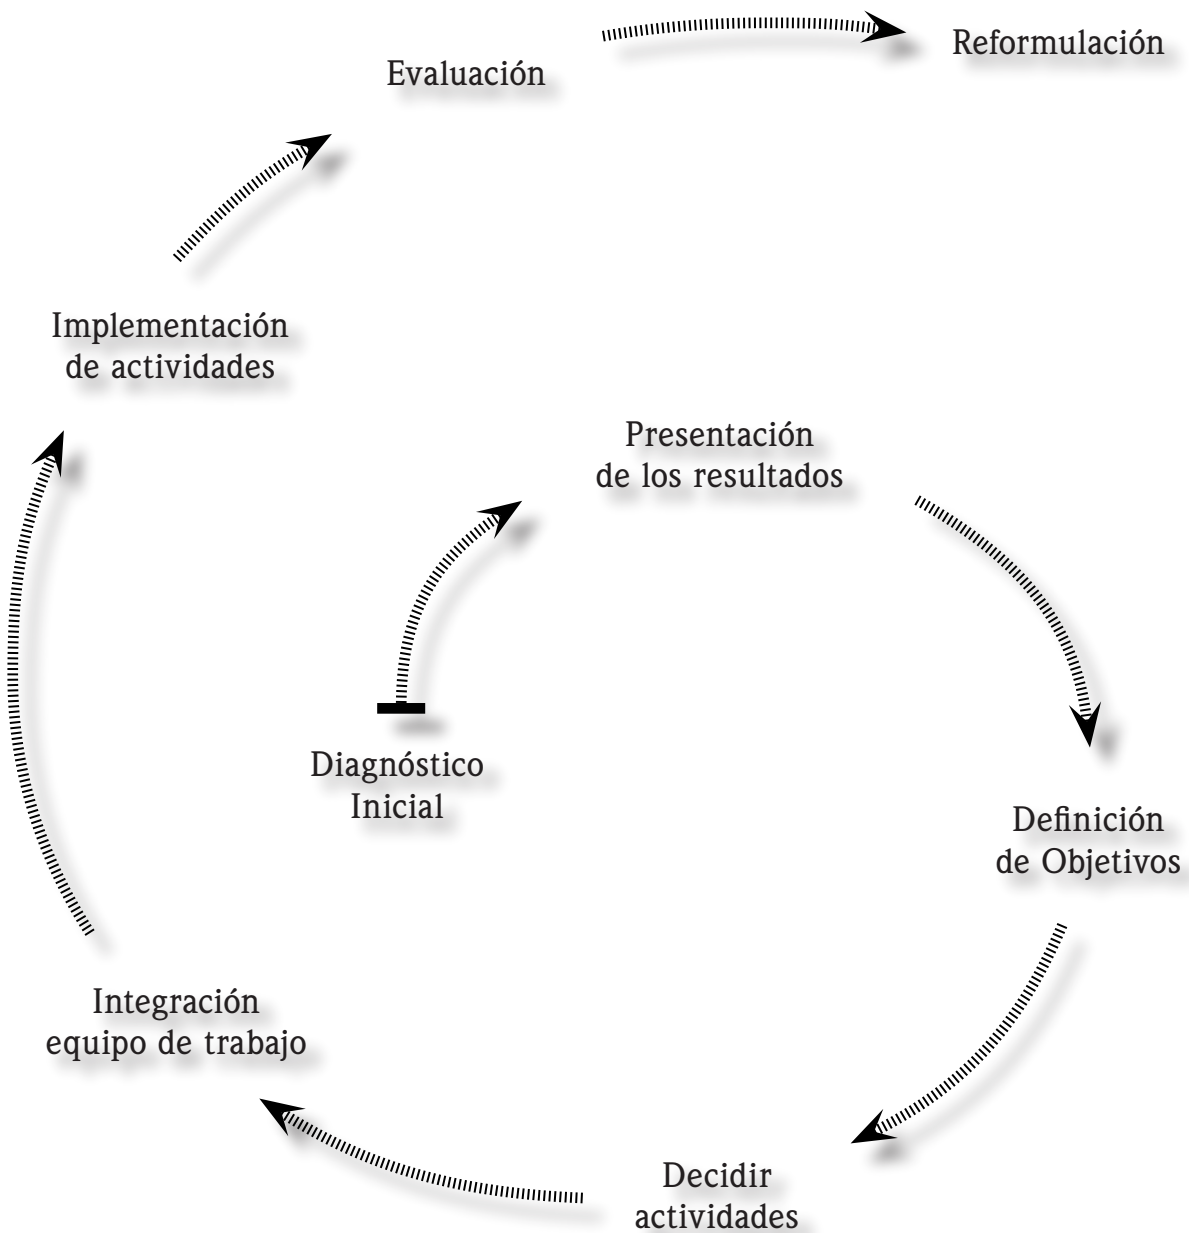 Evaluación
Reformulación
Implementación
de actividades
Presentación
de los resultados
Diagnóstico
Inicial
Definición
de Objetivos
Integración
equipo de trabajo
Decidir
actividades